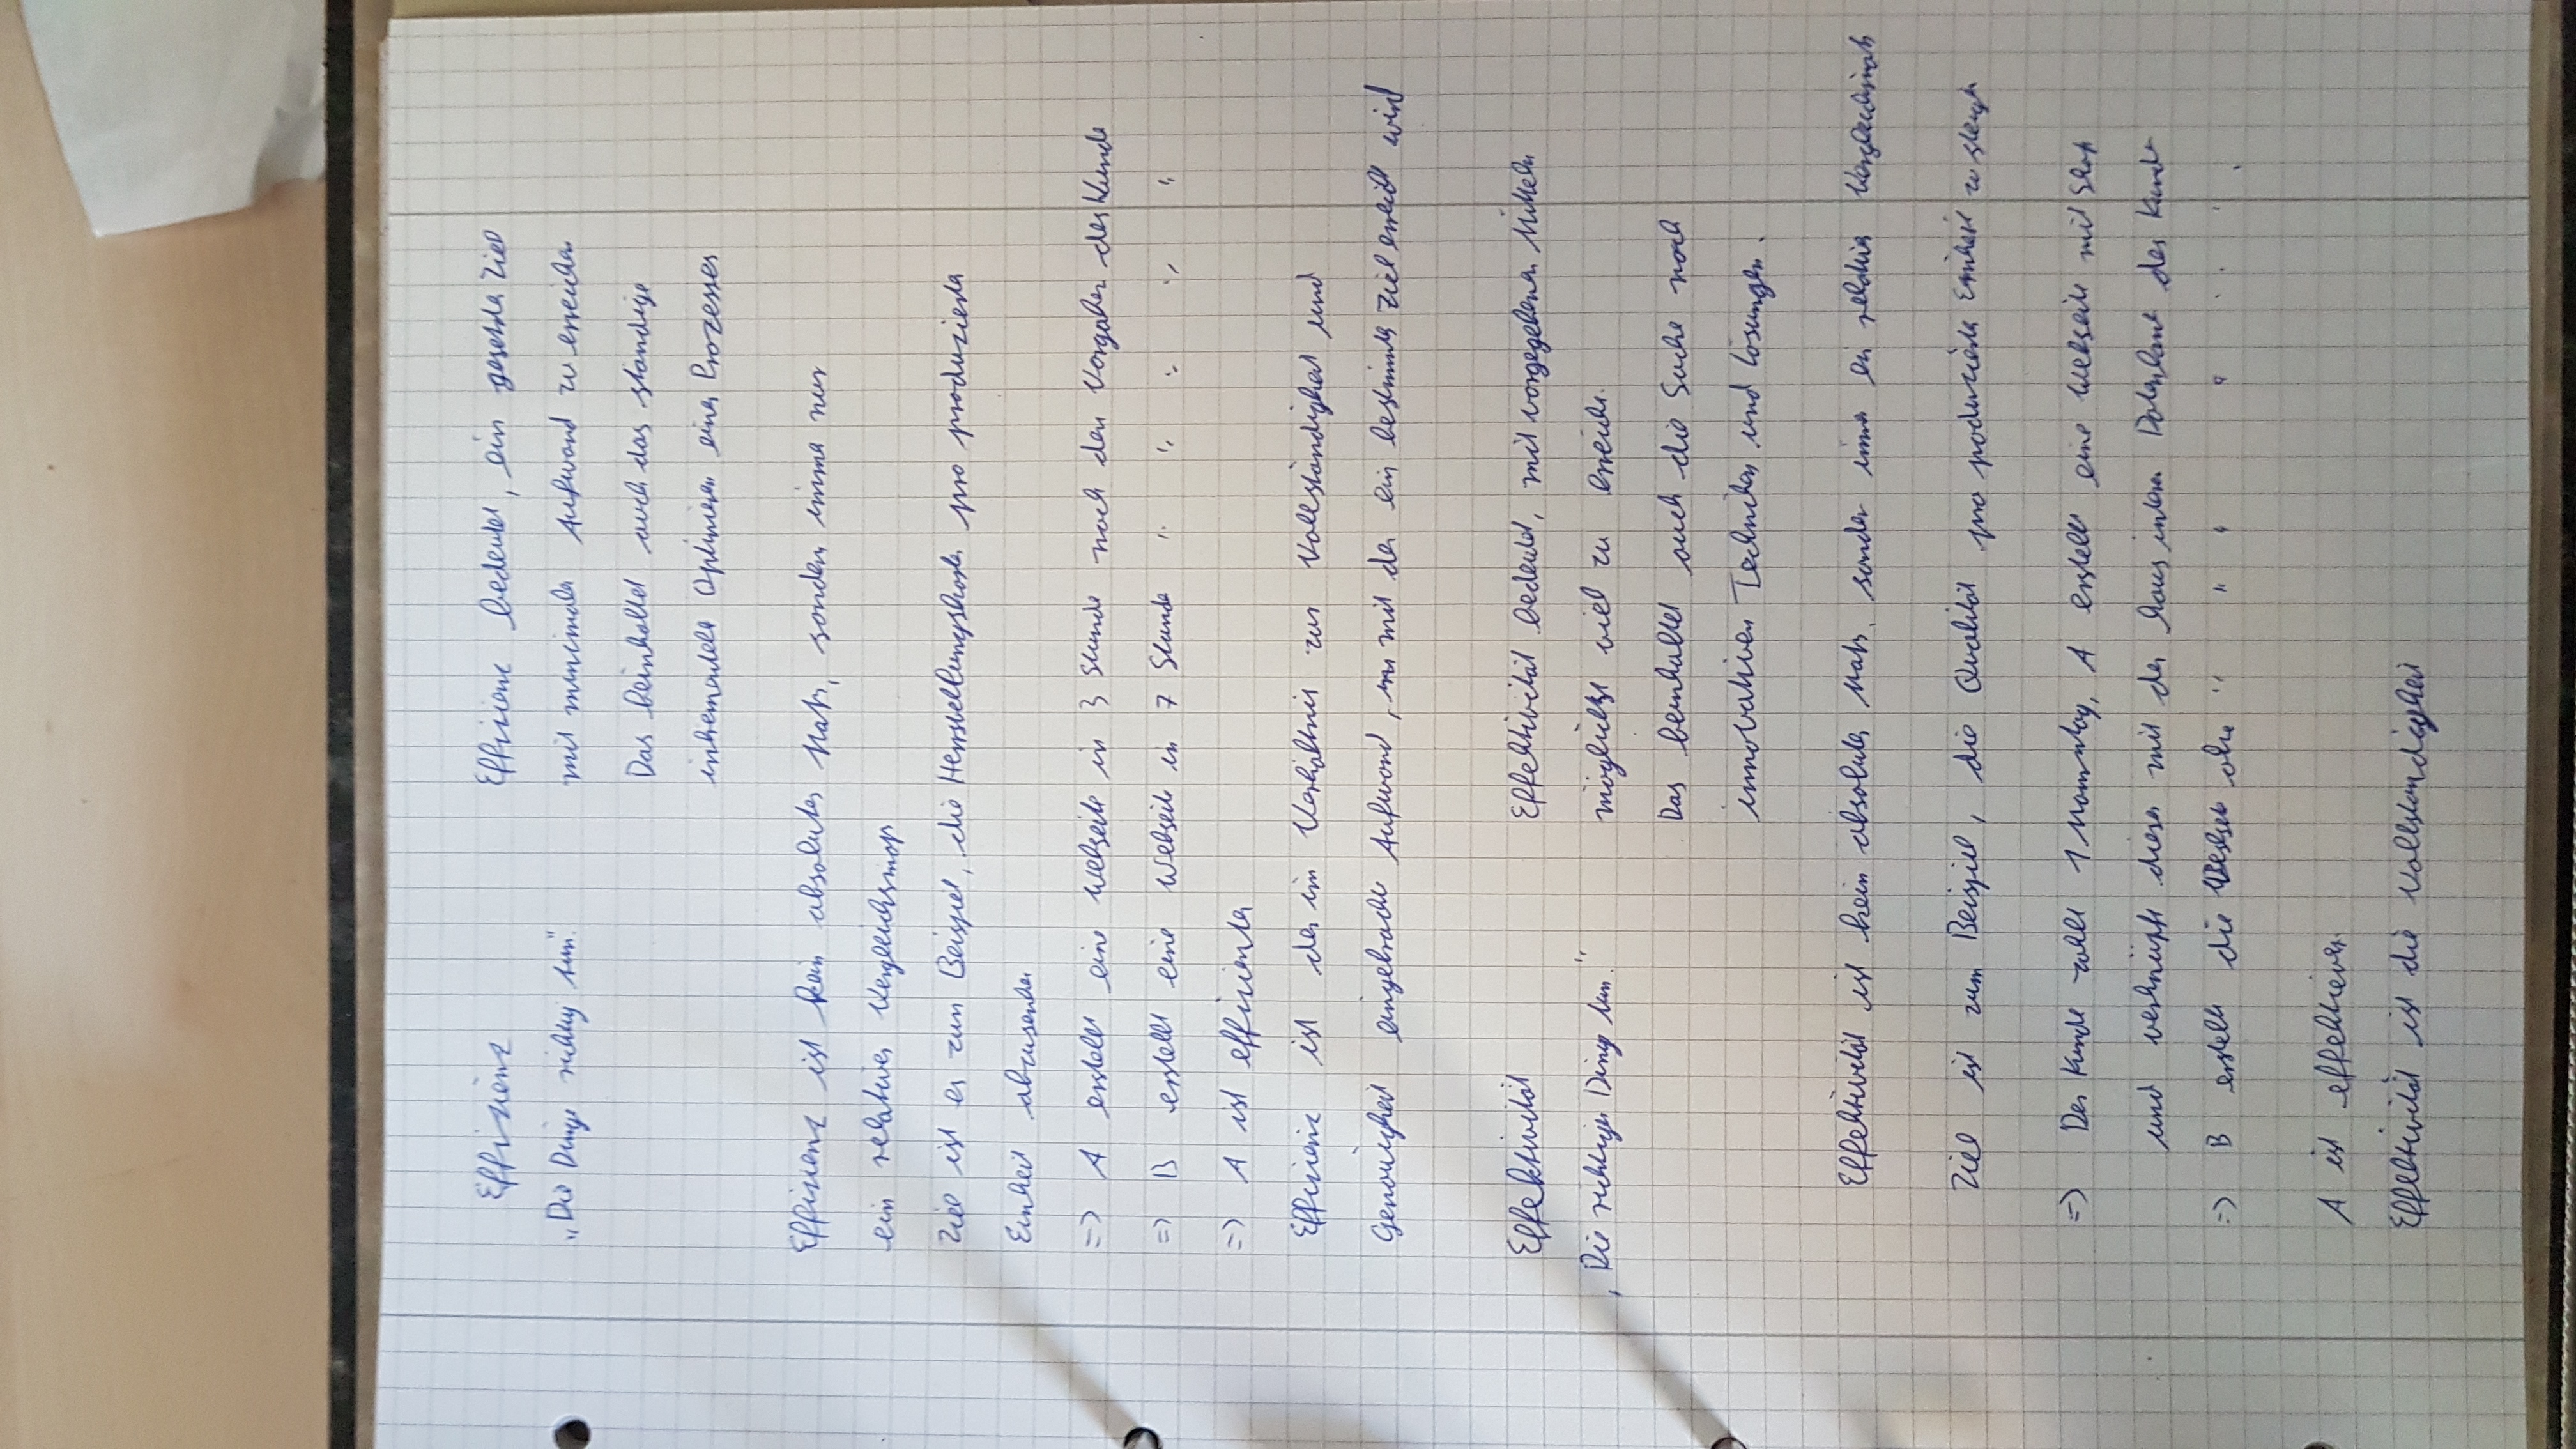 Effizienz
„Die Dinge richtig tun".
Effizienz bedeutet, ein gesetztes Ziel
mit minimalen Aufwand zu erreichen
Das beinhaltet auch das ständige
inkrementelle Optimieren eines Prozesses
Effizienz ist kein absolutes Maß, sondern immer nur
ein relatives Vergleichsmaß
Ziel ist es zum Beispiel, die Herstellungskosten pro produzierten
Einheit abzusenken
=> A erstellt eine Webseite in 3 Stunden nach den Vorgaben des Kunden
=> B erstellt eine Webseite in 7 Stunden " " " " "
=> A ist effizienter
Effizienz ist der im Verhältnis zur Vollständigkeit und
Genauigkeit eingebrachte Aufwand, mit der ein bestimmtes Ziel erreicht wird
Effektivität
„Die richtigen Dinge tun."
Effektivität bedeutet, mit vorgegebenen Mitteln
möglichst viel zu erreichen.
Das beinhaltet auch die Suche nach
innovativen Techniken und Lösungen.
Effektivität ist kein absolutes Maß, sondern immer ein relatives Vergleichsmaß
Ziel ist zum Beispiel, die Qualität pro produzierten Einheit zu steigern
=> Der Kunde zahlt 1 Manntag, A erstellt eine Webseite mit Shop
und verknüpft diesen mit der haus internen Datenbank des Kunden
=> B erstellt die Webseite ohne " " " " " "
A ist effektiver.
Effektivität ist die Vollständigkeit